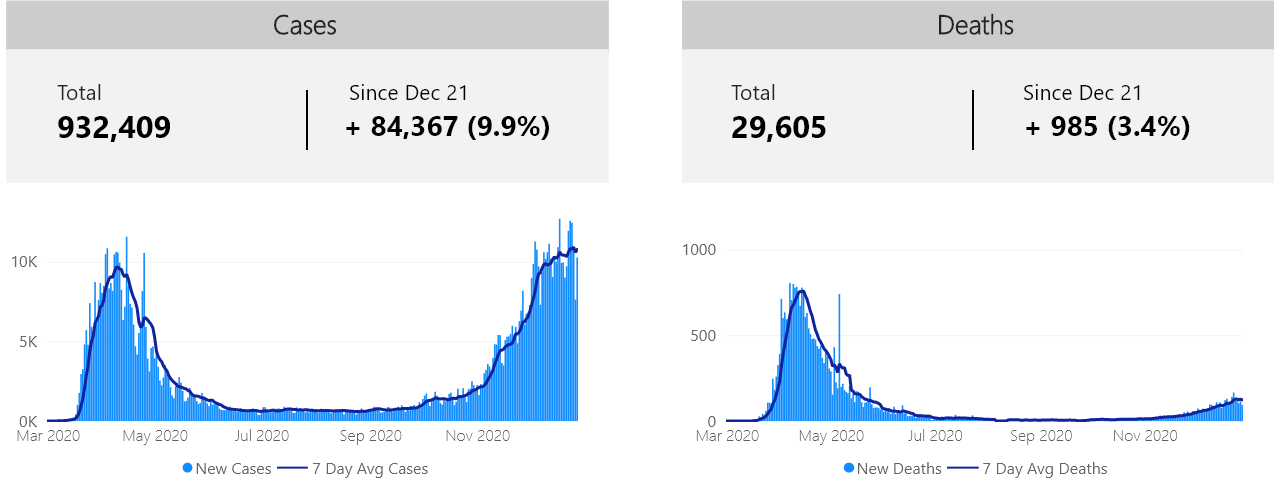 Cases
Total
Since Dec 21
932,409
+ 84,367 (9.9%)
10K
5K
0K
Mar 2020 May 2020 Jul 2020 Sep 2020 Nov 2020
New Cases 7 Day Avg Cases
Deaths
Total
Since Dec 21
29,605
+ 985 (3.4%)
1000
500
0
Mar 2020 May 2020 Jul 2020 Sep 2020 Nov 2020
New Deaths 7 Day Avg Deaths